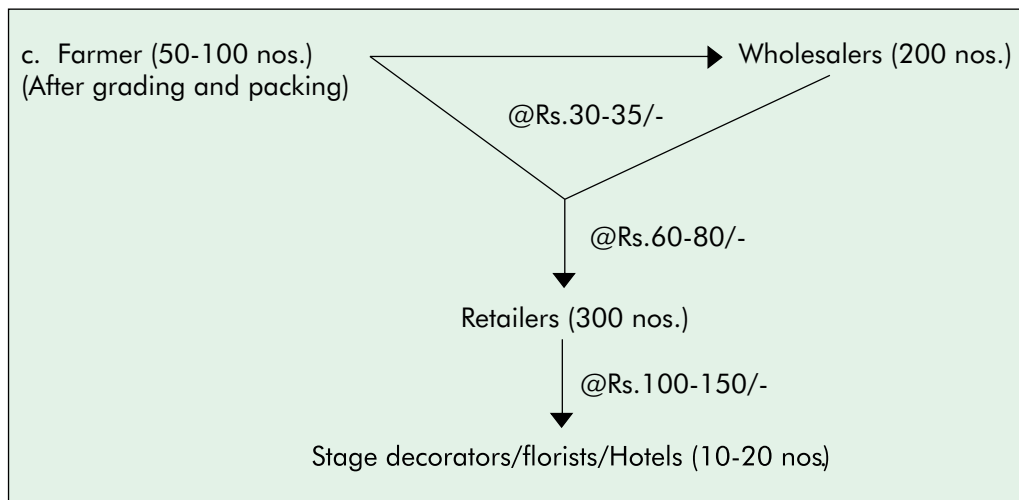 c. Farmer (50-100 nos.)
(After grading and packing)
Wholesalers (200 nos.)
@Rs.30-35/-
@Rs.60-80/-
Retailers (300 nos.)
@Rs.100-150/-
Stage decorators/florists/Hotels (10-20 nos.)